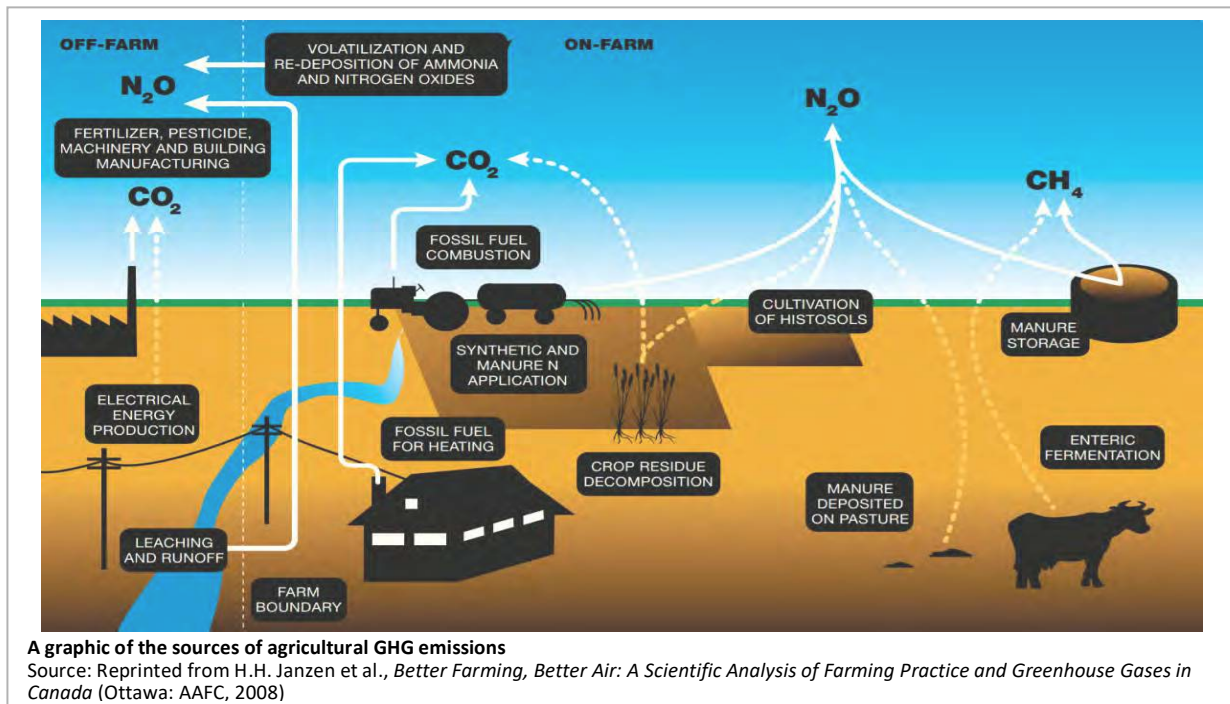 OFF-FARM
ON-FARM
VOLATILIZATION AND
RE-DEPOSITION OF AMMONIA
AND NITROGEN OXIDES
N₂O
FERTILIZER, PESTICIDE,
MACHINERY AND BUILDING
MANUFACTURING
CO₂
CO₂
N₂O
CH₄
FOSSIL FUEL
COMBUSTION
CULTIVATION
OF HISTOSOLS
MANURE
STORAGE
SYNTHETIC AND
MANURE N
APPLICATION
ELECTRICAL
ENERGY
PRODUCTION
FOSSIL FUEL
FOR HEATING
CROP RESIDUE
DECOMPOSITION
ENTERIC
FERMENTATION
MANURE
DEPOSITED
ON PASTURE
LEACHING
AND RUNOFF
FARM
BOUNDARY
A graphic of the sources of agricultural GHG emissions
Source: Reprinted from H.H. Janzen et al., Better Farming, Better Air: A Scientific Analysis of Farming Practice and Greenhouse Gases in
Canada (Ottawa: AAFC, 2008)